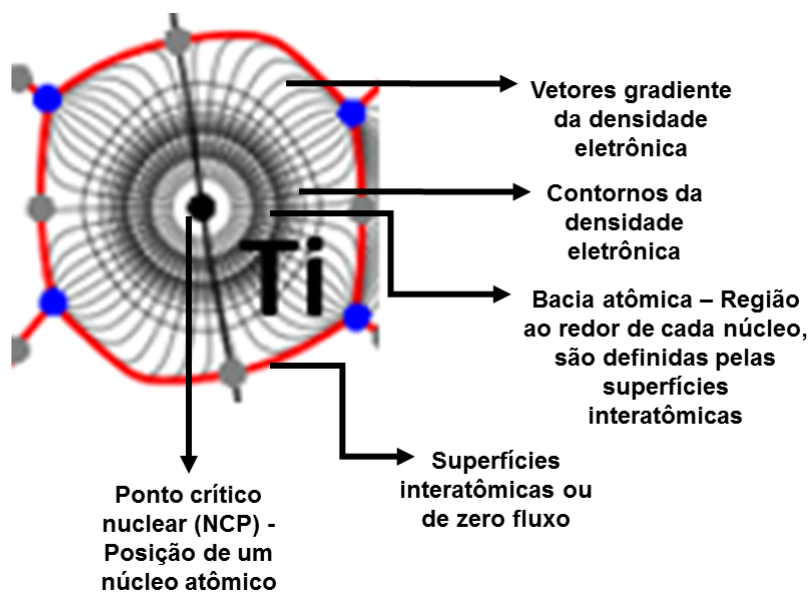 Vetores gradiente
da densidade
eletrônica
Contornos da
densidade
eletrônica
Ti
Bacia atômica – Região
ao redor de cada núcleo,
são definidas pelas
superfícies
interatômicas
Superfícies
interatômicas ou
de zero fluxo
Ponto crítico
nuclear (NCP) -
Posição de um
núcleo atômico